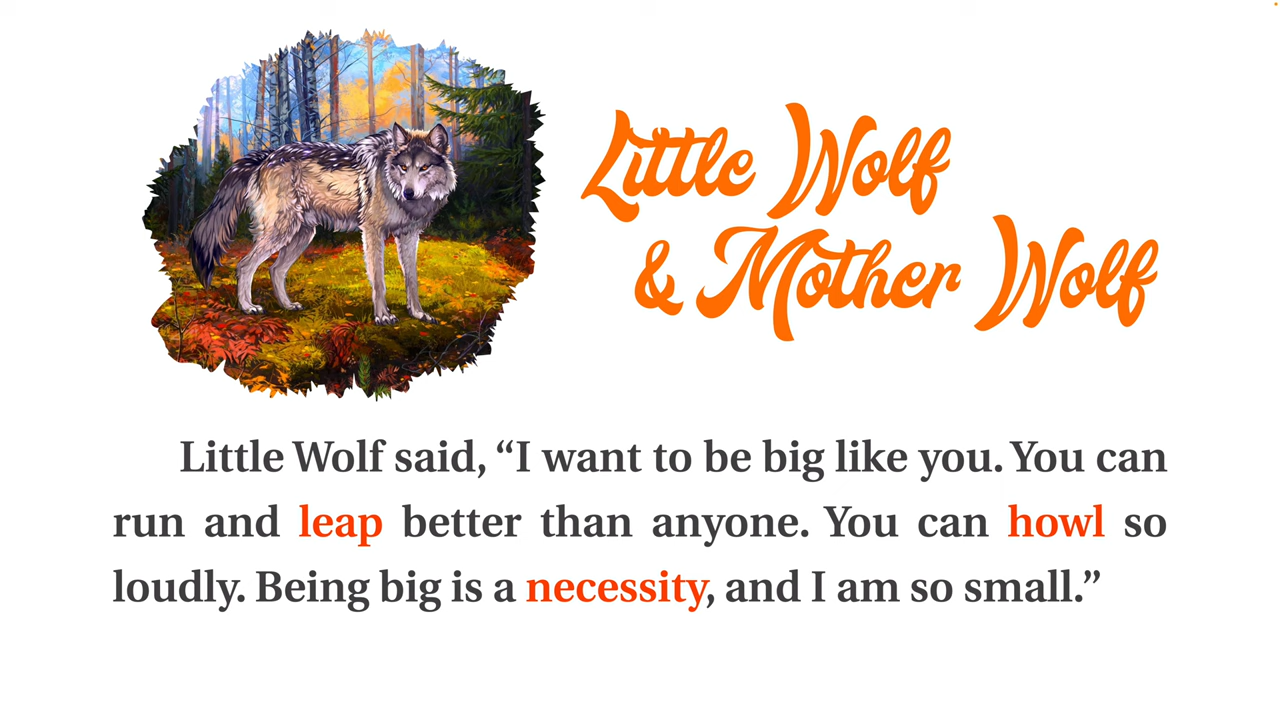 Little Wolf
& Mother Wolf
Little Wolf said, “I want to be big like you. You can
run and leap better than anyone. You can howl so
loudly. Being big is a necessity, and I am so small.”